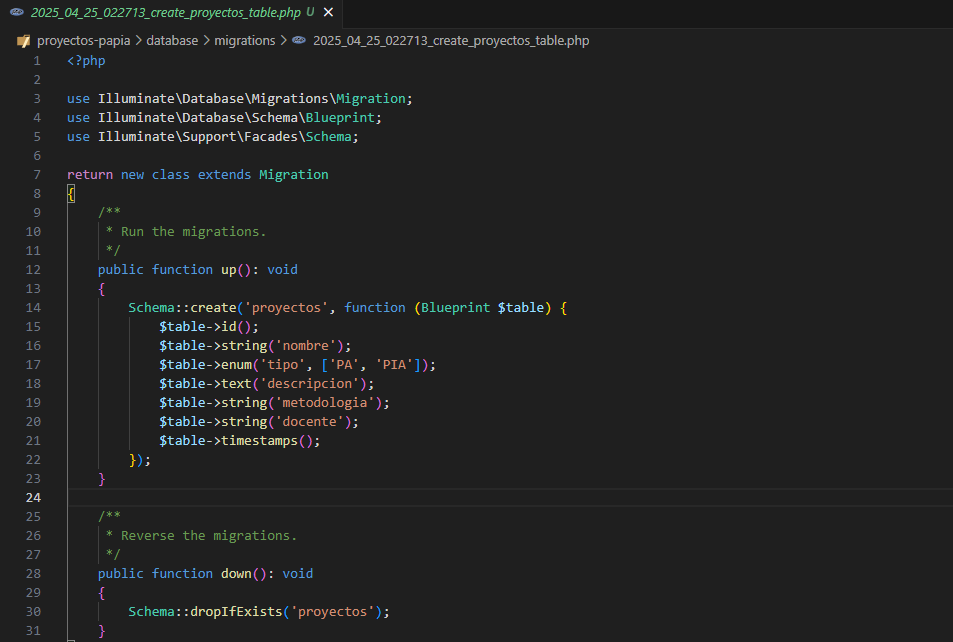 2025_04_25_022713_create_proyectos_table.php U
proyectos-papia > database > migrations > 2025_04_25_022713_create_proyectos_table.php
1 <?php
2
3 use Illuminate\Database\Migrations\Migration;
4 use Illuminate\Database\Schema\Blueprint;
5 use Illuminate\Support\Facades\Schema;
6
7 return new class extends Migration
8 {
9     /**
10      * Run the migrations.
11      */
12     public function up(): void
13     {
14         Schema::create('proyectos', function (Blueprint $table) {
15             $table->id();
16             $table->string('nombre');
17             $table->enum('tipo', ['PA', 'PIA']);
18             $table->text('descripcion');
19             $table->string('metodologia');
20             $table->string('docente');
21             $table->timestamps();
22         });
23     }
24
25     /**
26      * Reverse the migrations.
27      */
28     public function down(): void
29     {
30         Schema::dropIfExists('proyectos');
31     }